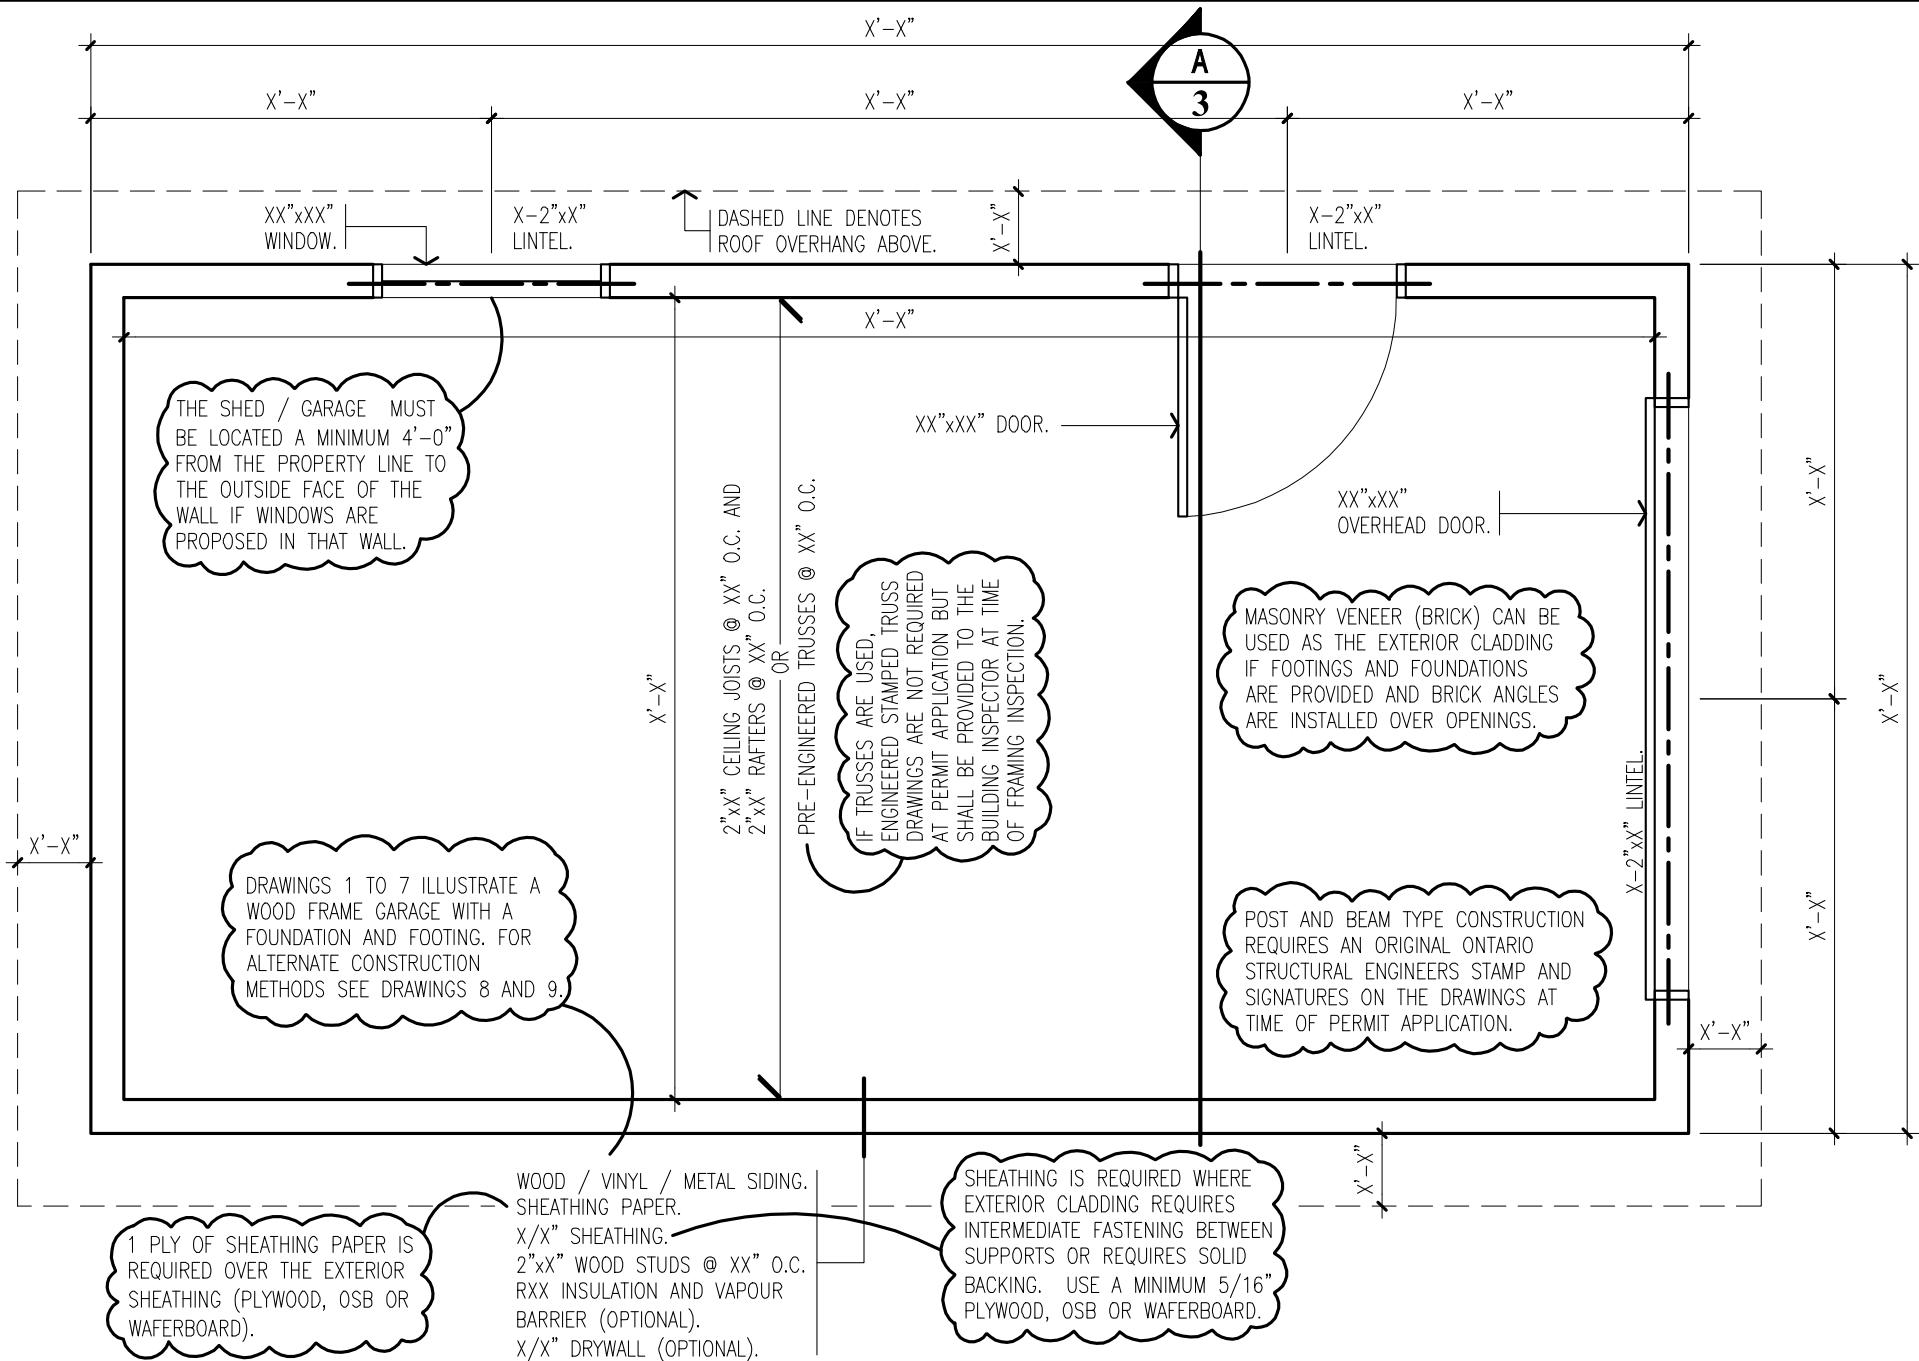 X'-X"
A
3
X'-X"
X'-X"
X'-X"
XX"xXX"
WINDOW.
X-2"xX"
LINTEL.
DASHED LINE DENOTES
ROOF OVERHANG ABOVE.
X'-X"
X-2"xX"
LINTEL.
X'-X"
THE SHED / GARAGE MUST
BE LOCATED A MINIMUM 4'-0"
FROM THE PROPERTY LINE TO
THE OUTSIDE FACE OF THE
WALL IF WINDOWS ARE
PROPOSED IN THAT WALL.
XX"xXX" DOOR.
XX"xXX"
OVERHEAD DOOR.
X'-X"
X'-X"
2"xX" CEILING JOISTS @ XX" O.C. AND
2"xX" RAFTERS @ XX" O.C.
OR
PRE-ENGINEERED TRUSSES @ XX" O.C.
IF TRUSSES ARE USED,
ENGINEERED STAMPED TRUSS
DRAWINGS ARE NOT REQUIRED
AT PERMIT APPLICATION BUT
SHALL BE PROVIDED TO THE
BUILDING INSPECTOR AT TIME
OF FRAMING INSPECTION.
MASONRY VENEER (BRICK) CAN BE
USED AS THE EXTERIOR CLADDING
IF FOOTINGS AND FOUNDATIONS
ARE PROVIDED AND BRICK ANGLES
ARE INSTALLED OVER OPENINGS.
X-2"xX" LINTEL.
X'-X"
X'-X"
X'-X"
DRAWINGS 1 TO 7 ILLUSTRATE A
WOOD FRAME GARAGE WITH A
FOUNDATION AND FOOTING. FOR
ALTERNATE CONSTRUCTION
METHODS SEE DRAWINGS 8 AND 9.
POST AND BEAM TYPE CONSTRUCTION
REQUIRES AN ORIGINAL ONTARIO
STRUCTURAL ENGINEERS STAMP AND
SIGNATURES ON THE DRAWINGS AT
TIME OF PERMIT APPLICATION.
X'-X"
X'-X"
1 PLY OF SHEATHING PAPER IS
REQUIRED OVER THE EXTERIOR
SHEATHING (PLYWOOD, OSB OR
WAFERBOARD).
WOOD / VINYL / METAL SIDING.
SHEATHING PAPER.
X/X" SHEATHING.
2"xX" WOOD STUDS @ XX" O.C.
RXX INSULATION AND VAPOUR
BARRIER (OPTIONAL).
X/X" DRYWALL (OPTIONAL).
SHEATHING IS REQUIRED WHERE
EXTERIOR CLADDING REQUIRES
INTERMEDIATE FASTENING BETWEEN
SUPPORTS OR REQUIRES SOLID
BACKING. USE A MINIMUM 5/16"
PLYWOOD, OSB OR WAFERBOARD.